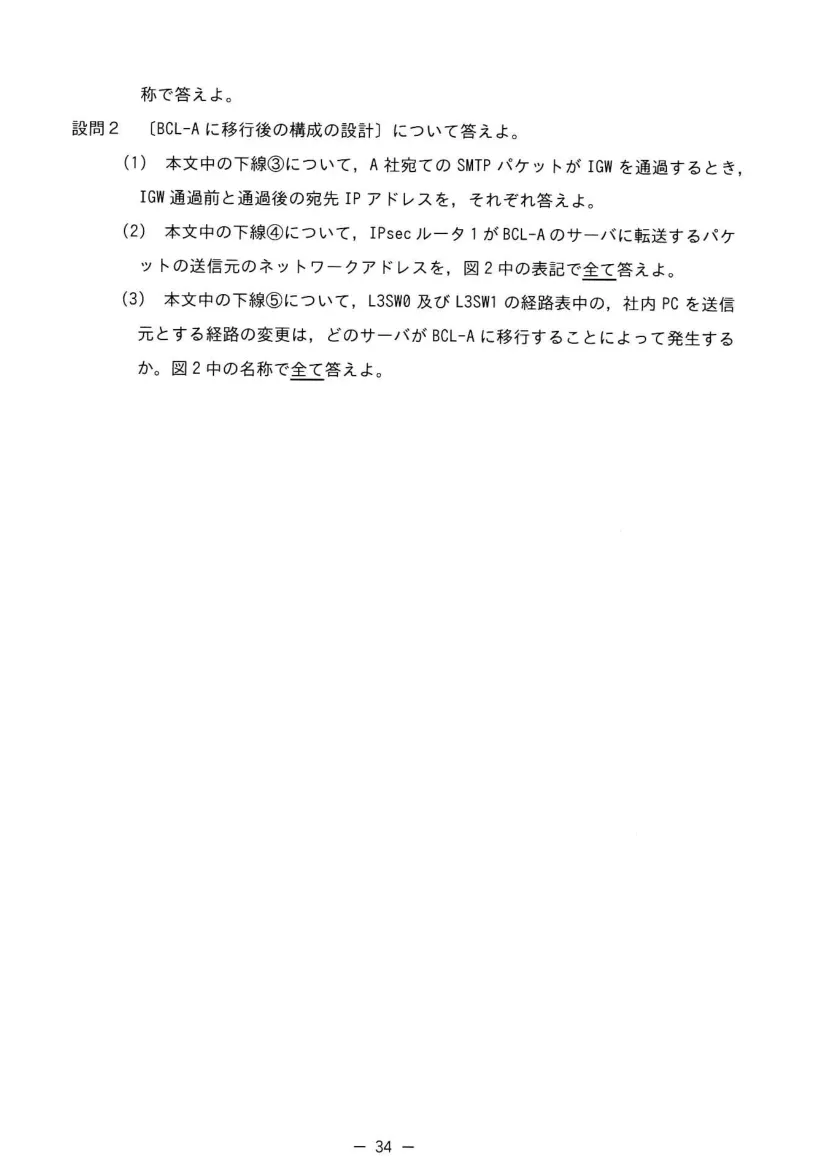 称で答えよ。
設問２ 〔BCL-A に移行後の構成の設計〕について答えよ。
(1) 本文中の下線③について，A 社宛ての SMTP パケットが IGW を通過するとき，
IGW 通過前と通過後の宛先 IP アドレスを，それぞれ答えよ。
(2) 本文中の下線④について，IPsec ルータ 1 が BCL-A のサーバに転送するパケ
ットの送信元のネットワークアドレスを，図 2 中の表記で全て答えよ。
(3) 本文中の下線⑤について，L3SW0 及び L3SW1 の経路表中の，社内 PC を送信
元とする経路の変更は，どのサーバが BCL-A に移行することによって発生する
か。図 2 中の名称で全て答えよ。
－ 34 －